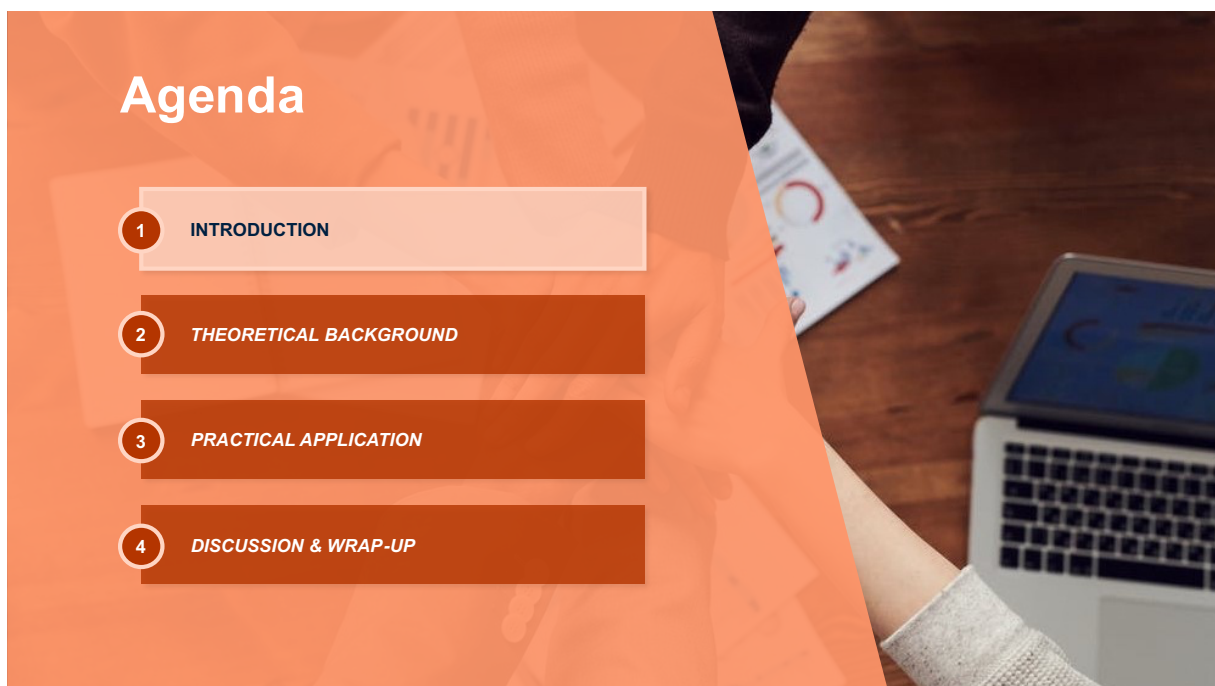 Agenda
1 INTRODUCTION
2 THEORETICAL BACKGROUND
3 PRACTICAL APPLICATION
4 DISCUSSION & WRAP-UP